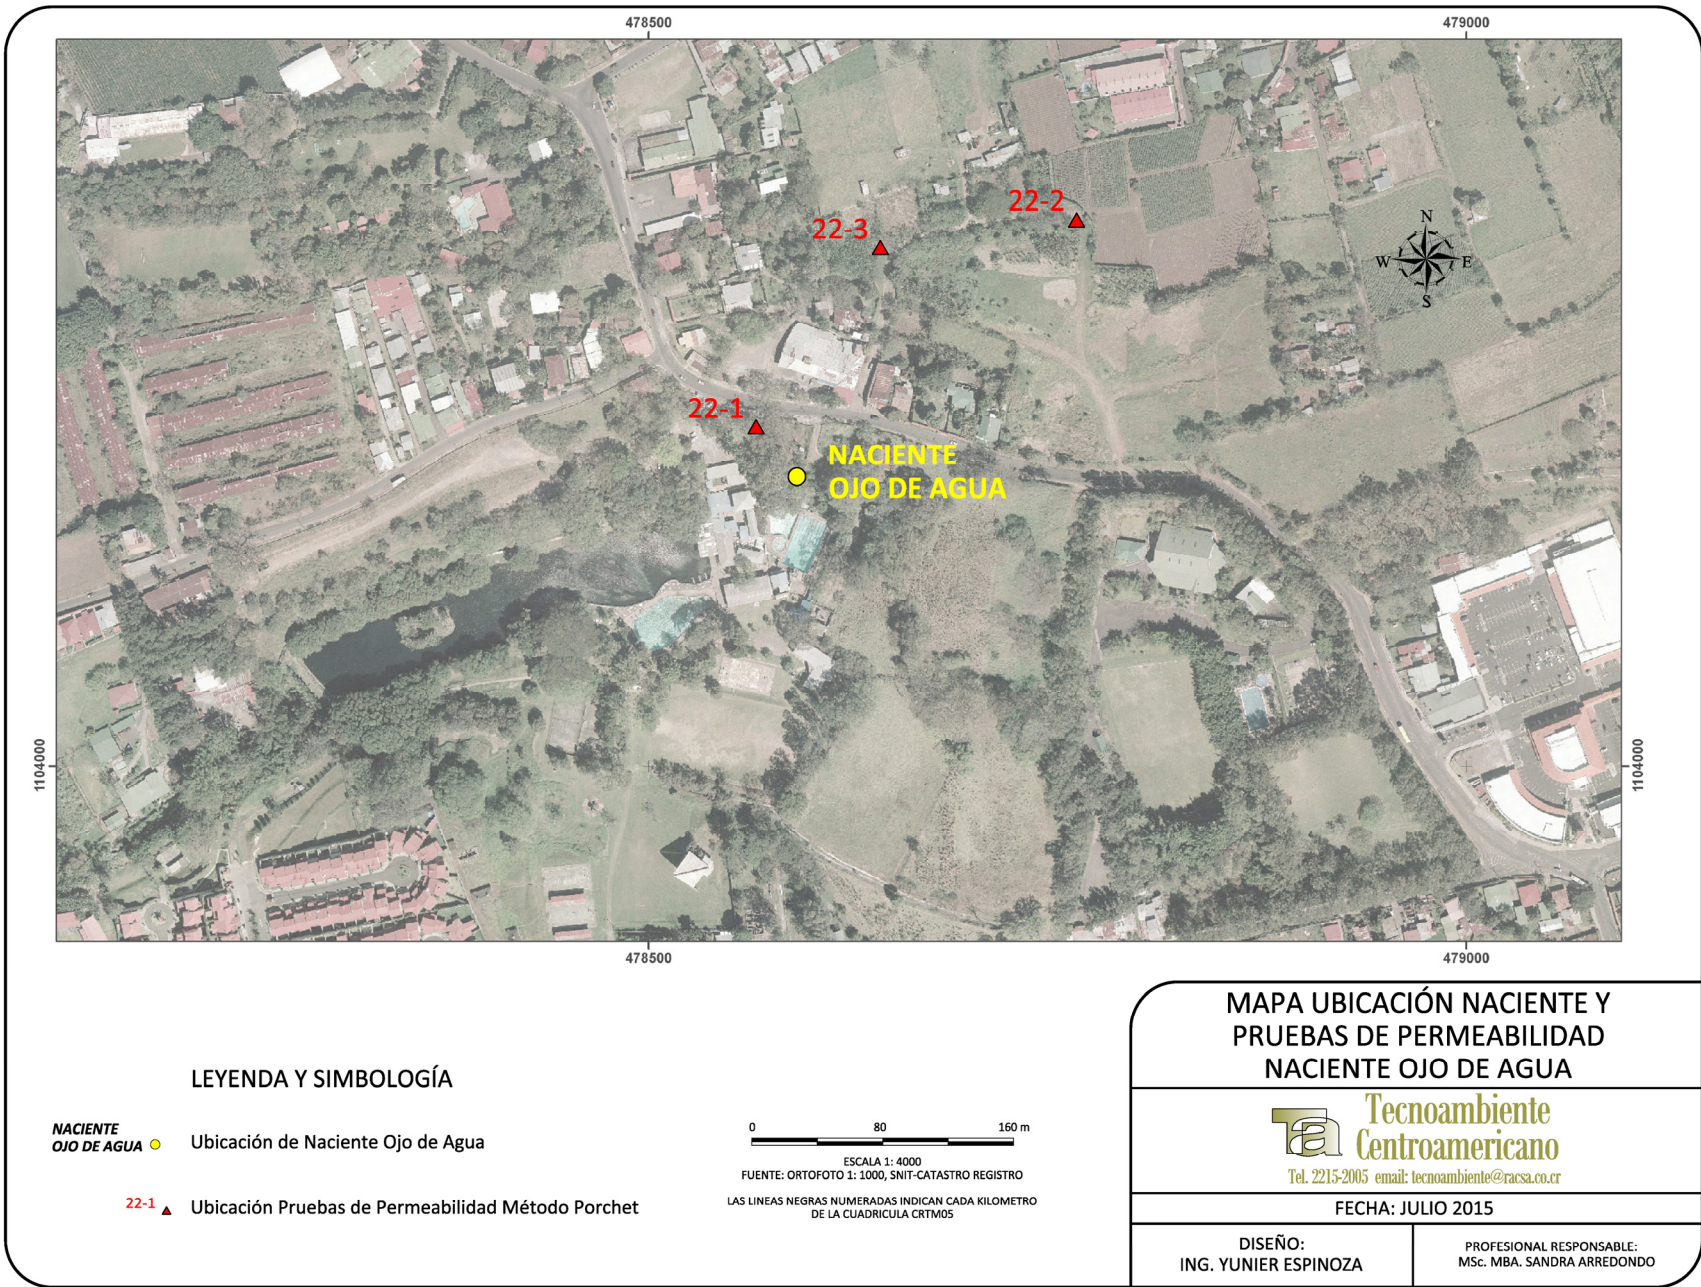 478500
479000
22-2
22-3
N
W
E
S
22-1
NACIENTE
OJO DE AGUA
1104000
1104000
478500
479000
MAPA UBICACIÓN NACIENTE Y
PRUEBAS DE PERMEABILIDAD
NACIENTE OJO DE AGUA
LEYENDA Y SIMBOLOGÍA
NACIENTE
OJO DE AGUA
Ubicación de Naciente Ojo de Agua
22-1
Ubicación Pruebas de Permeabilidad Método Porchet
0 80 160 m
ESCALA 1: 4000
FUENTE: ORTOFOTO 1: 1000, SNIT-CATASTRO REGISTRO
LAS LINEAS NEGRAS NUMERADAS INDICAN CADA KILOMETRO
DE LA CUADRICULA CRTM05
Ta
Tecnoambiente
Centroamericano
Tel. 2215-2005 email: tecnoambiente@racsa.co.cr
FECHA: JULIO 2015
DISEÑO:
ING. YUNIER ESPINOZA
PROFESIONAL RESPONSABLE:
MSc. MBA. SANDRA ARREDONDO